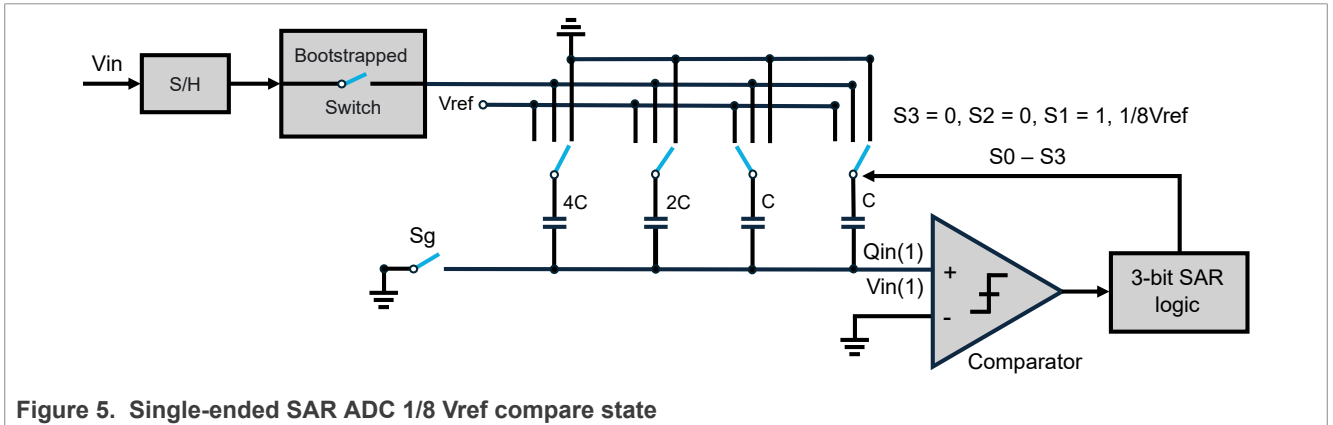 Vin
S/H
Bootstrapped
Switch
Vref
S3 = 0, S2 = 0, S1 = 1, 1/8Vref
S0 – S3
4C
2C
C
C
Sg
Qin(1)
Vin(1)
+
-
Comparator
3-bit SAR
logic
Figure 5. Single-ended SAR ADC 1/8 Vref compare state